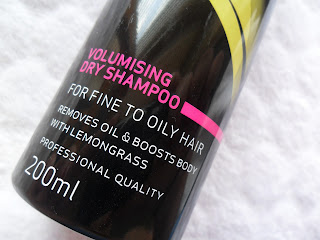 VOLUMISING
DRY SHAMPOO
FOR FINE TO OILY HAIR
REMOVES OIL & BOOSTS BODY
WITH LEMONGRASS
PROFESSIONAL QUALITY
200ml